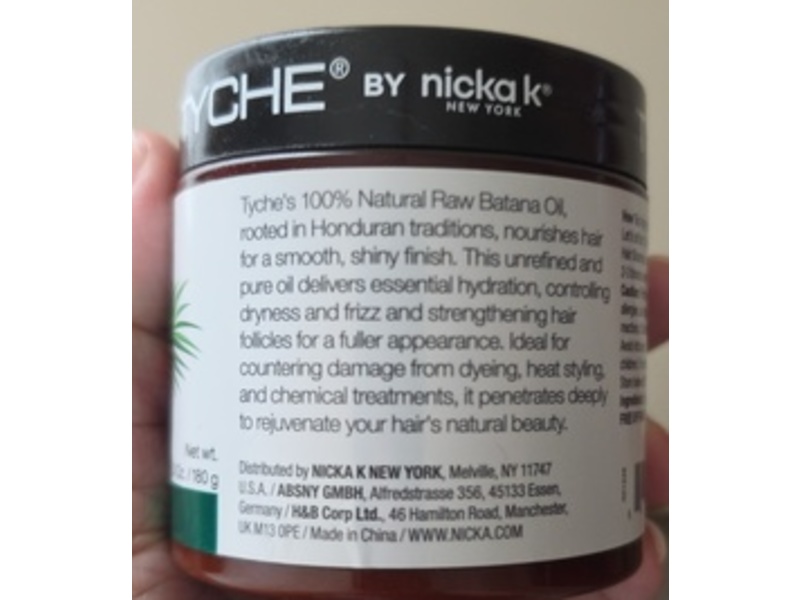 TYCHE® BY nicka k®
NEW YORK
Tyche's 100% Natural Raw Batana Oil,
rooted in Honduran traditions, nourishes hair
for a smooth, shiny finish. This unrefined and
pure oil delivers essential hydration, controlling
dryness and frizz and strengthening hair
follicles for a fuller appearance. Ideal for
countering damage from dyeing, heat styling,
and chemical treatments, it penetrates deeply
to rejuvenate your hair's natural beauty.
Net wt.
Oz. / 180 g
Distributed by NICKA K NEW YORK, Melville, NY 11747
U.S.A. / ABSNY GMBH, Alfredstrasse 356, 45133 Essen,
Germany / H&B Corp Ltd., 46 Hamilton Road, Manchester,
UK M13 0PE / Made in China / WWW.NICKA.COM